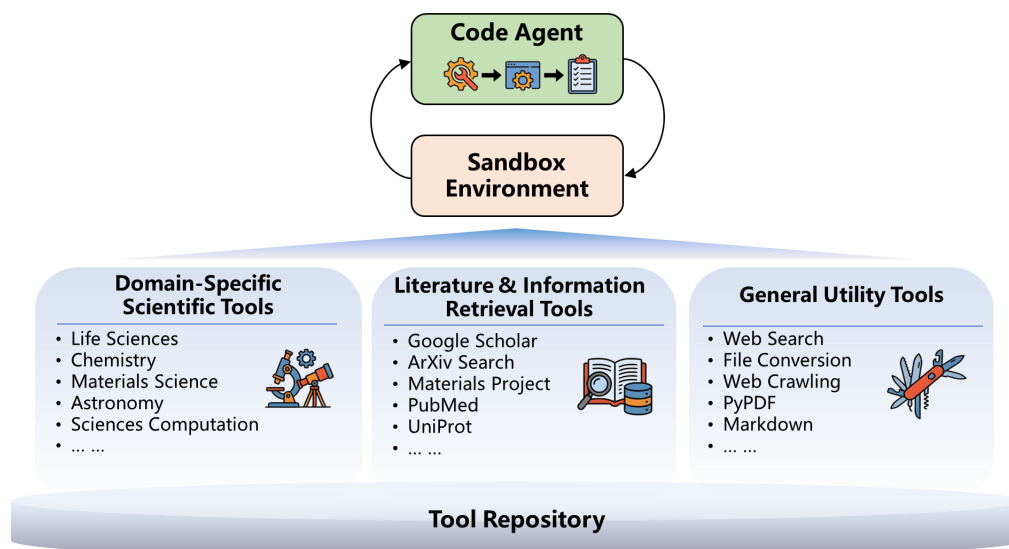 Code Agent
Sandbox
Environment
Domain-Specific
Scientific Tools
• Life Sciences
• Chemistry
• Materials Science
• Astronomy
• Sciences Computation
• ... ...
Literature & Information
Retrieval Tools
• Google Scholar
• ArXiv Search
• Materials Project
• PubMed
• UniProt
• ... ...
General Utility Tools
• Web Search
• File Conversion
• Web Crawling
• PyPDF
• Markdown
• ... ...
Tool Repository